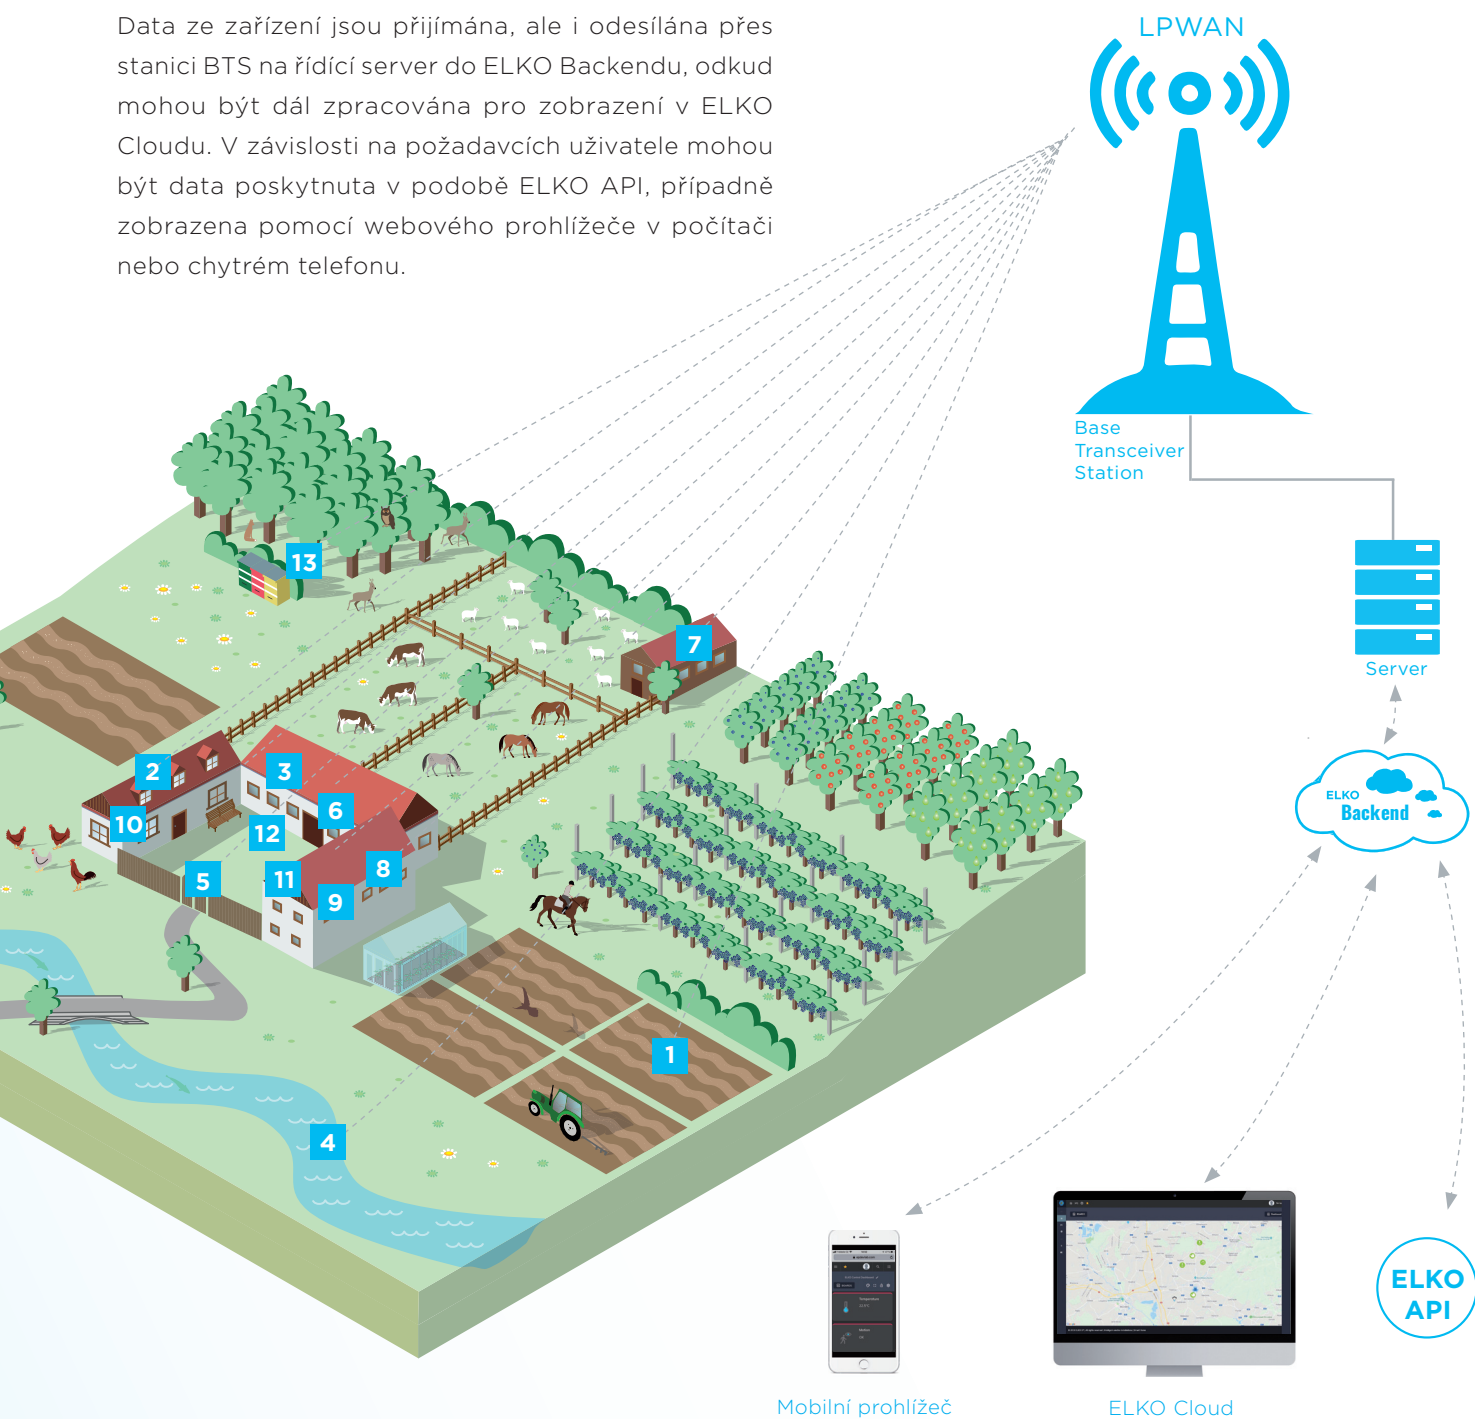 Data ze zařízení jsou přijímána, ale i odesílána přes
stanici BTS na řídící server do ELKO Backendu, odkud
mohou být dál zpracována pro zobrazení v ELKO
Cloudu. V závislosti na požadavcích uživatele mohou
být data poskytnuta v podobě ELKO API, případně
zobrazena pomocí webového prohlížeče v počítači
nebo chytrém telefonu.
LPWAN
Base
Transceiver
Station
Server
ELKO
Backend
13
7
2
3
10
6
12
5
11
8
9
1
4
Temperature
ELKO
API
Mobilní prohlížeč
ELKO Cloud